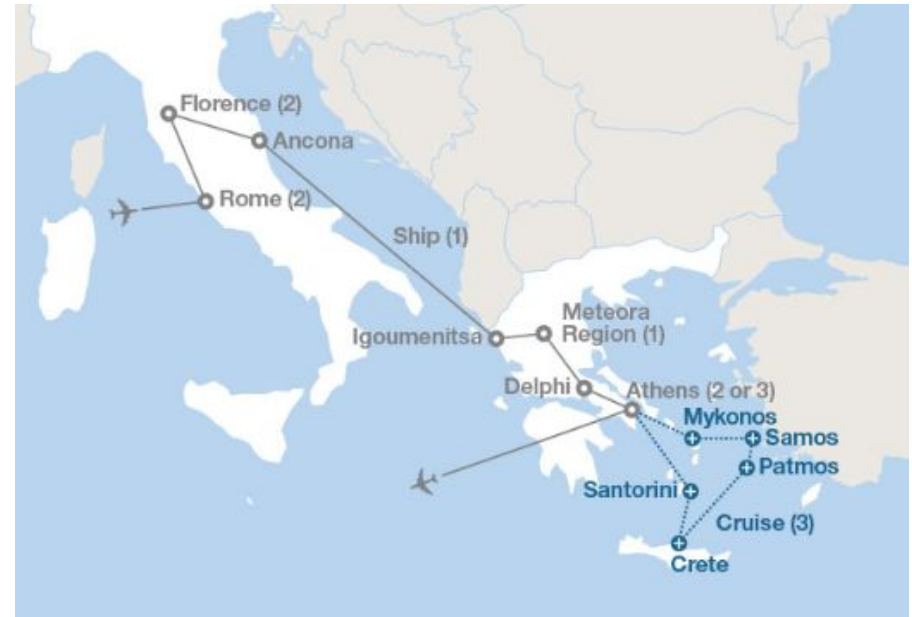 Florence (2)
Ancona
Rome (2)
Ship (1)
Igoumenitsa
Meteora
Region (1)
Delphi
Athens (2 or 3)
Mykonos
Samos
Patmos
Santorini
Cruise (3)
Crete